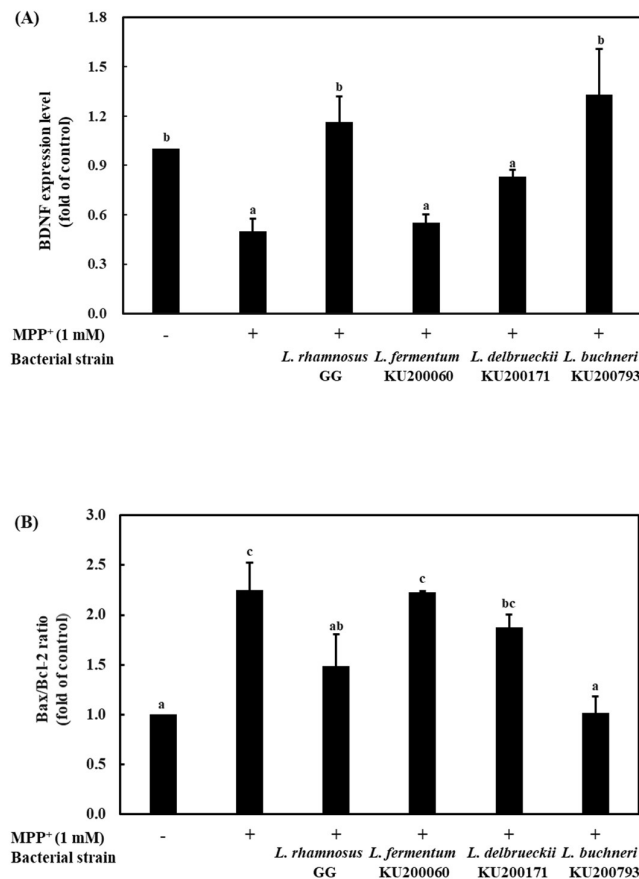 (A)
BDNF expression level
(fold of control)
1.8
1.5
1.2
0.9
0.6
0.3
0.0
b
a
b
a
a
b
MPP⁺ (1 mM)
- + + + + +
Bacterial strain
L. rhamnosus L. fermentum L. delbrueckii L. buchneri
GG KU200060 KU200171 KU200793
(B)
Bax/Bcl-2 ratio
(fold of control)
3.0
2.5
2.0
1.5
1.0
0.5
0.0
a
c
ab
c
bc
a
MPP⁺ (1 mM)
- + + + + +
Bacterial strain
L. rhamnosus L. fermentum L. delbrueckii L. buchneri
GG KU200060 KU200171 KU200793